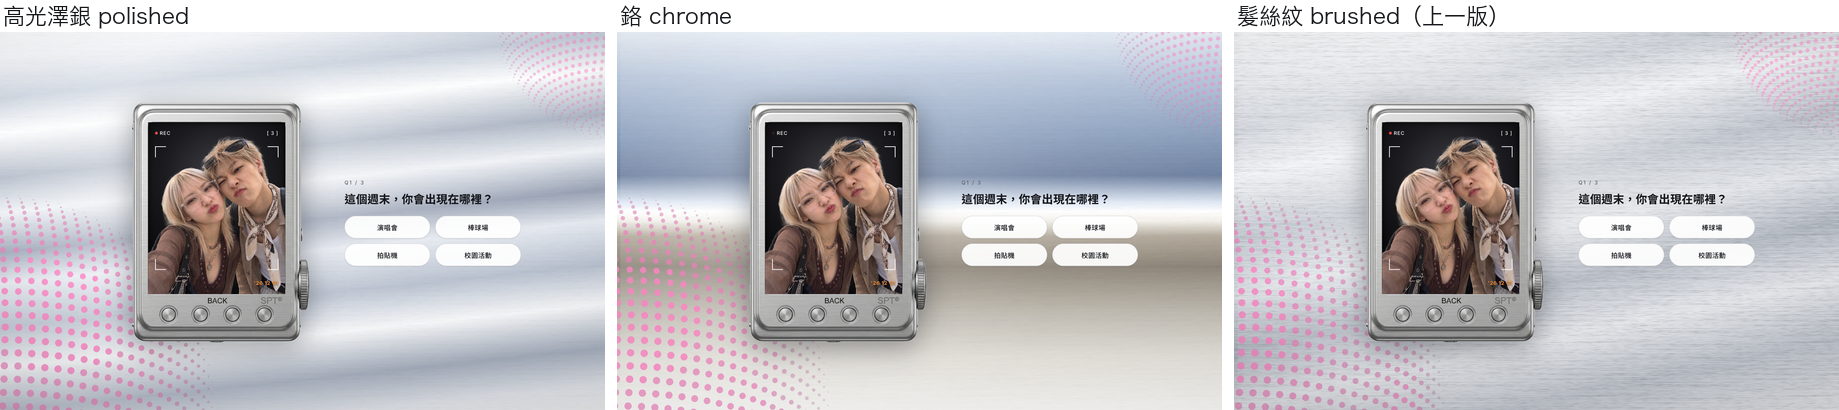 高光澤銀 polished
REC
[ 3 ]
Q1 / 3
這個週末，你會出現在哪裡？
演唱會
棒球場
拍貼機
校園活動
BACK
SPT®
鉻 chrome
REC
[ 3 ]
Q1 / 3
這個週末，你會出現在哪裡？
演唱會
棒球場
拍貼機
校園活動
BACK
SPT®
髮絲紋 brushed（上一版）
REC
[ 3 ]
Q1 / 3
這個週末，你會出現在哪裡？
演唱會
棒球場
拍貼機
校園活動
BACK
SPT®